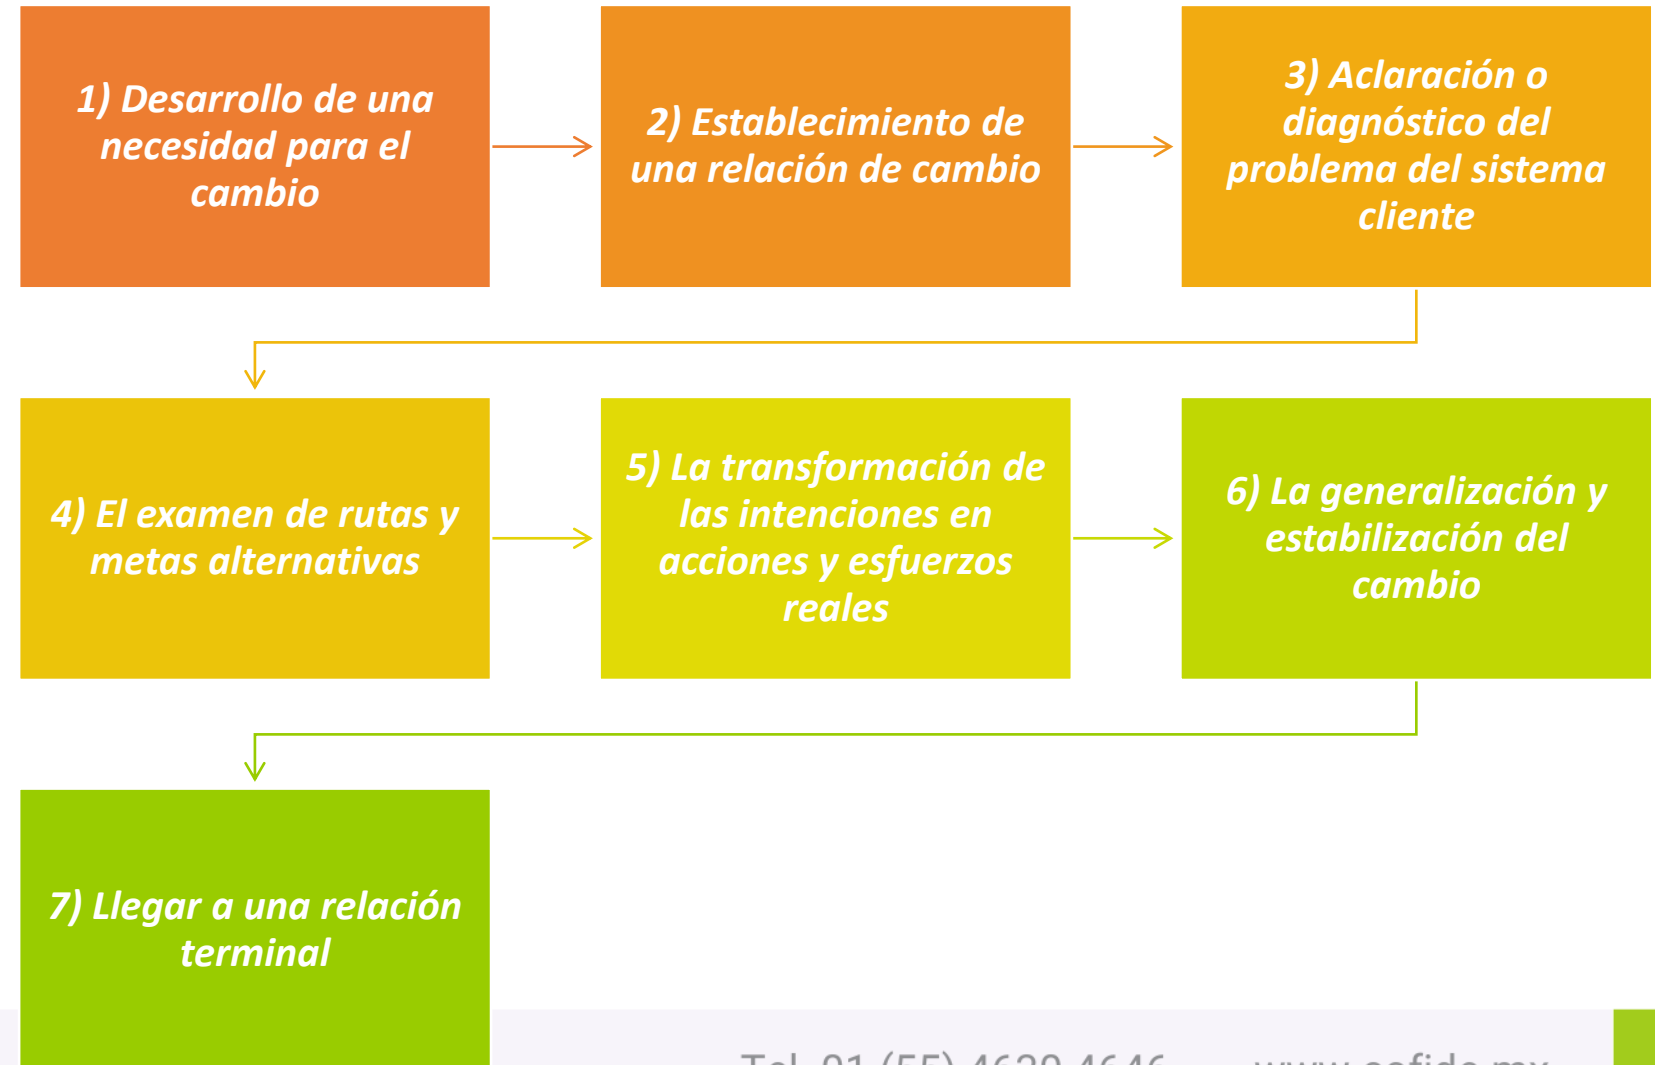 1) Desarrollo de una
necesidad para el
cambio
2) Establecimiento de
una relación de cambio
3) Aclaración o
diagnóstico del
problema del sistema
cliente
4) El examen de rutas y
metas alternativas
5) La transformación de
las intenciones en
acciones y esfuerzos
reales
6) La generalización y
estabilización del
cambio
7) Llegar a una relación
terminal